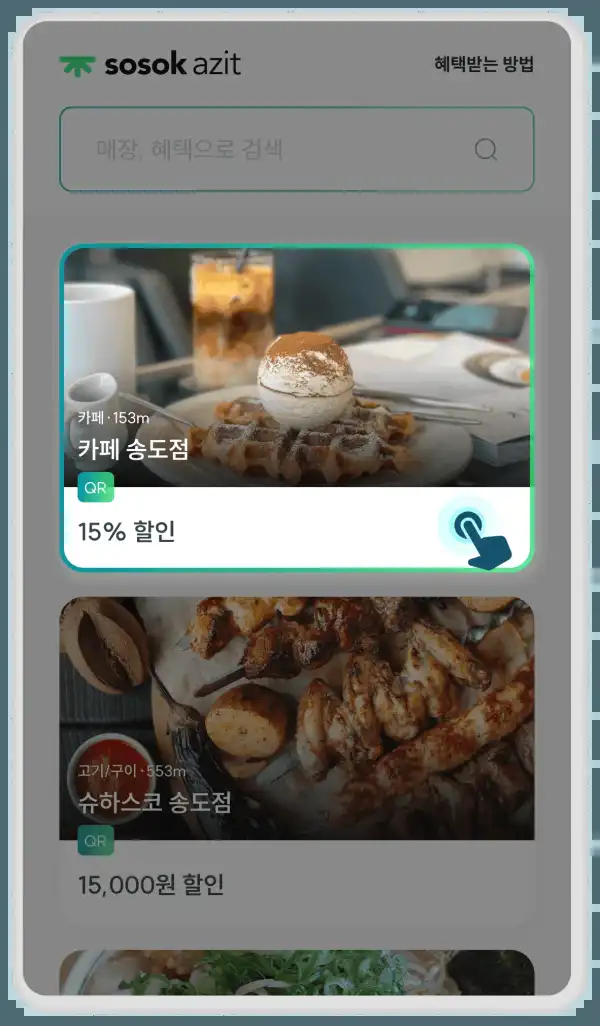 sosok azit
혜택받는 방법
매장, 혜택으로 검색
카페 · 153m
카페 송도점
QR
15% 할인
고기/구이 · 553m
슈하스코 송도점
QR
15,000원 할인